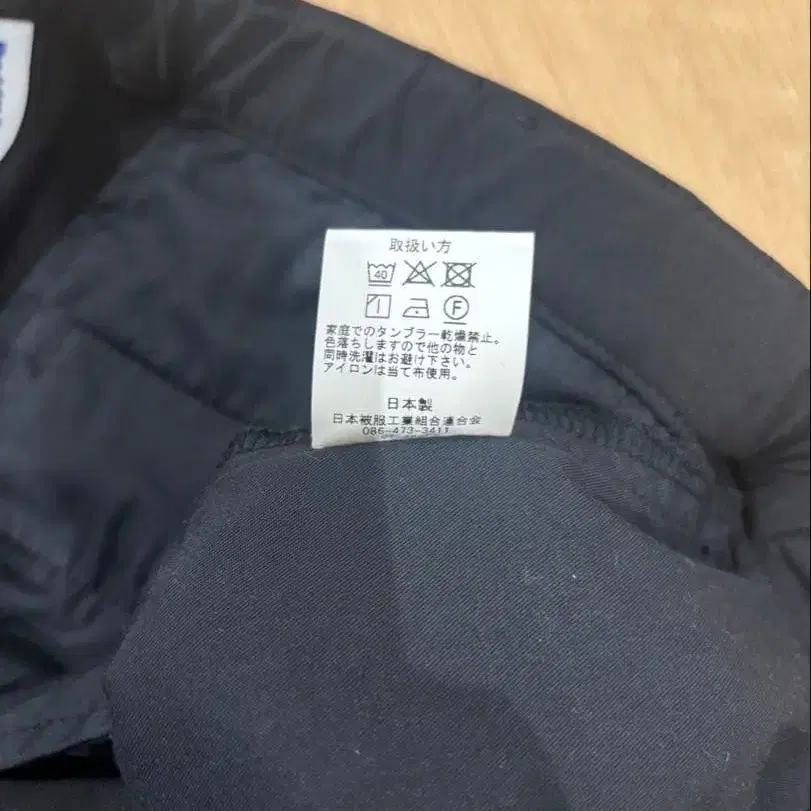 取扱い方
40
F
家庭でのタンブラー乾燥禁止。
色落ちしますので他の物と
同時洗濯はお避け下さい。
アイロンは当て布使用。
日本製
日本被服工業組合連合会
086-473-3411